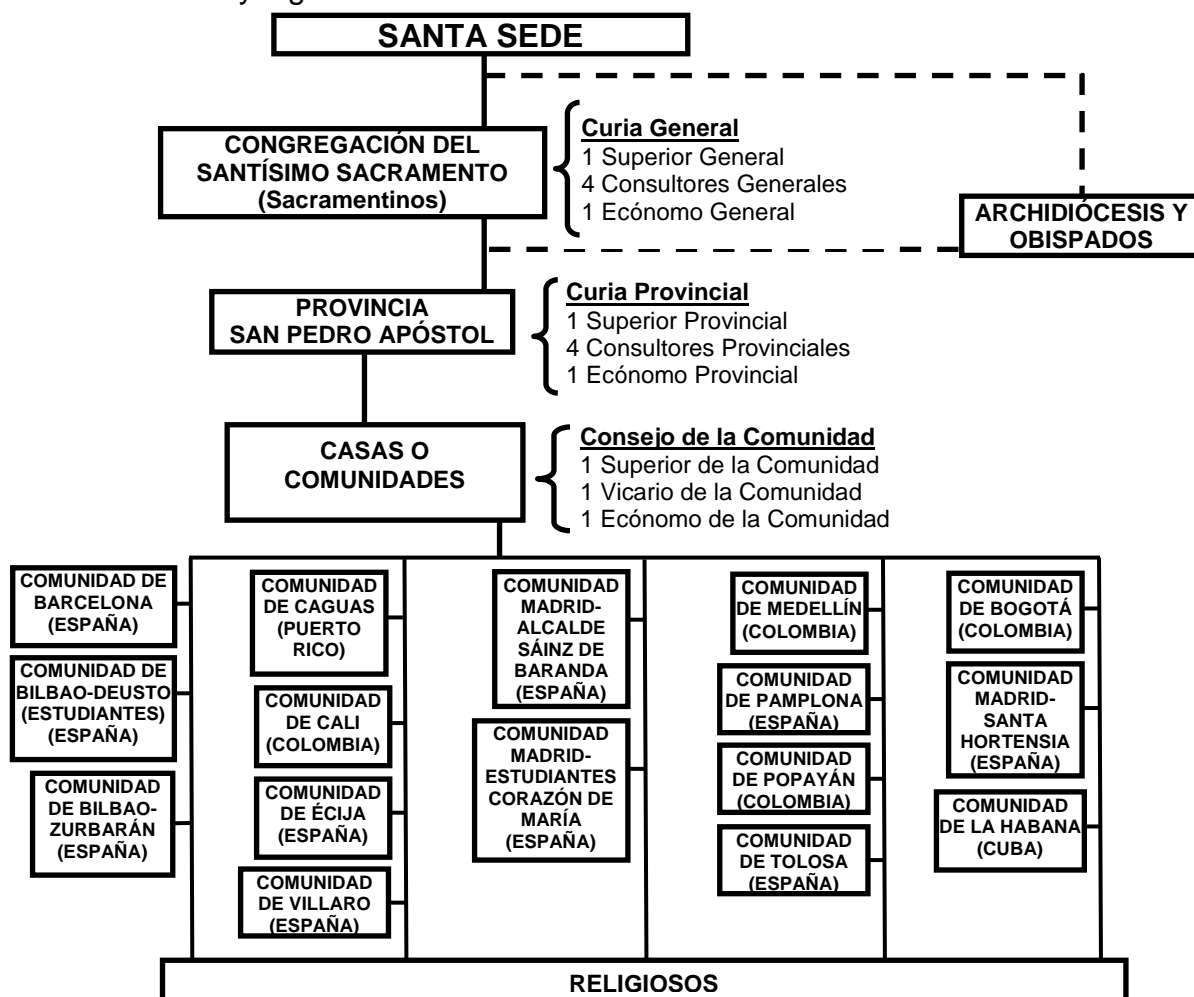 SANTA SEDE
CONGREGACIÓN DEL
SANTÍSIMO SACRAMENTO
(Sacramentinos)
Curia General
1 Superior General
4 Consultores Generales
1 Ecónomo General
ARCHIDIÓCESIS Y
OBISPADOS
PROVINCIA
SAN PEDRO APÓSTOL
Curia Provincial
1 Superior Provincial
4 Consultores Provinciales
1 Ecónomo Provincial
CASAS O
COMUNIDADES
Consejo de la Comunidad
1 Superior de la Comunidad
1 Vicario de la Comunidad
1 Ecónomo de la Comunidad
COMUNIDAD DE
BARCELONA
(ESPAÑA)
COMUNIDAD DE
BILBAO-DEUSTO
(ESTUDIANTES)
(ESPAÑA)
COMUNIDAD
DE BILBAO-
ZURBARÁN
(ESPAÑA)
COMUNIDAD
DE CAGUAS
(PUERTO
RICO)
COMUNIDAD
DE CALI
(COLOMBIA)
COMUNIDAD
DE ÉCIJA
(ESPAÑA)
COMUNIDAD
DE VILLARO
(ESPAÑA)
COMUNIDAD
MADRID-
ALCALDE
SÁINZ DE
BARANDA
(ESPAÑA)
COMUNIDAD
MADRID-
ESTUDIANTES
CORAZÓN DE
MARÍA
(ESPAÑA)
COMUNIDAD
DE MEDELLÍN
(COLOMBIA)
COMUNIDAD
DE PAMPLONA
(ESPAÑA)
COMUNIDAD
DE POPAYÁN
(COLOMBIA)
COMUNIDAD
DE TOLOSA
(ESPAÑA)
COMUNIDAD
DE BOGOTÁ
(COLOMBIA)
COMUNIDAD
MADRID-
SANTA
HORTENSIA
(ESPAÑA)
COMUNIDAD
DE LA HABANA
(CUBA)
RELIGIOSOS